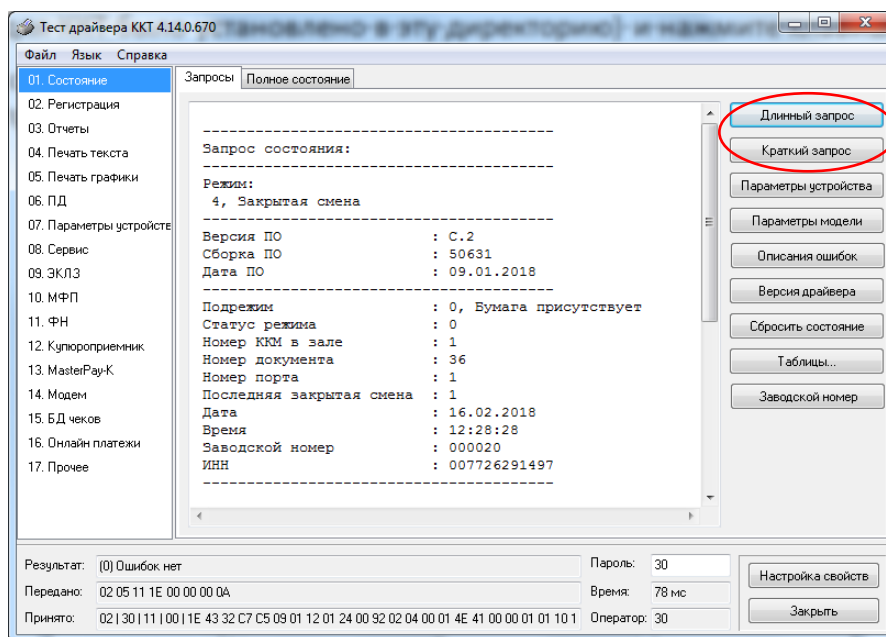 Тест драйвера ККТ 4.14.0.670
Файл Язык Справка
01. Состояние
02. Регистрация
03. Отчеты
04. Печать текста
05. Печать графики
06. ПД
07. Параметры устройств
08. Сервис
09. ЭКЛЗ
10. МФП
11. ФН
12. Купюроприемник
13. MasterPay-K
14. Модем
15. БД чеков
16. Онлайн платежи
17. Прочее
Запросы Полное состояние
------------------------------------------
Запрос состояния:
------------------------------------------
Режим:
4, Закрытая смена
------------------------------------------
Версия ПО : C.2
Сборка ПО : 50631
Дата ПО : 09.01.2018
------------------------------------------
Подрежим : 0, Бумага присутствует
Статус режима : 0
Номер ККМ в зале : 1
Номер документа : 36
Номер порта : 1
Последняя закрытая смена : 1
Дата : 16.02.2018
Время : 12:28:28
Заводской номер : 000020
ИНН : 007726291497
------------------------------------------
Длинный запрос
Краткий запрос
Параметры устройства
Параметры модели
Описания ошибок
Версия драйвера
Сбросить состояние
Таблицы...
Заводской номер
Результат: (0) Ошибок нет Пароль: 30
Передано: 02 05 11 1E 00 00 00 0A Время: 78 мс
Принято: 02 | 30 | 11 | 00 | 1E 43 32 C7 C5 09 01 12 01 24 00 92 02 04 00 01 4E 41 00 00 01 01 10 1 Оператор: 30
Настройка свойств
Закрыть